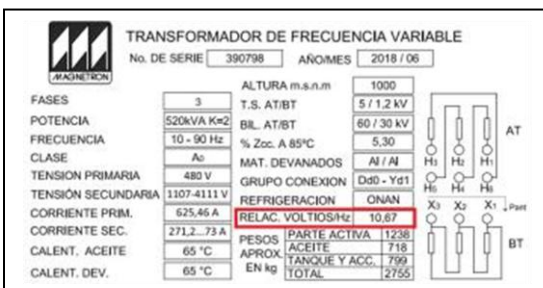 TRANSFORMADOR DE FRECUENCIA VARIABLE
MAGNETRON
No. DE SERIE 390798 AÑO/MES 2018 / 06
FASES 3
POTENCIA 520kVA K=2
FRECUENCIA 10 - 90 Hz
CLASE Ao
TENSION PRIMARIA 480 V
TENSIÓN SECUNDARIA 1107-4111 V
CORRIENTE PRIM. 625,46 A
CORRIENTE SEC. 271,2...73 A
CALENT. ACEITE 65 °C
CALENT. DEV. 65 °C
ALTURA m.s.n.m 1000
T.S. AT/BT 5 / 1,2 kV
BIL. AT/BT 60 / 30 kV
% Zcc. A 85°C 5,30
MAT. DEVANADOS Al / Al
GRUPO CONEXION Dd0 - Yd1
REFRIGERACION ONAN
RELAC. VOLTIOS/Hz 10,67
PESOS APROX. EN kg
PARTE ACTIVA 1238
ACEITE 718
TANQUE Y ACC. 799
TOTAL 2755
AT
H3 H2 H1
H5 H4 H6
X3 X2 X1
BT